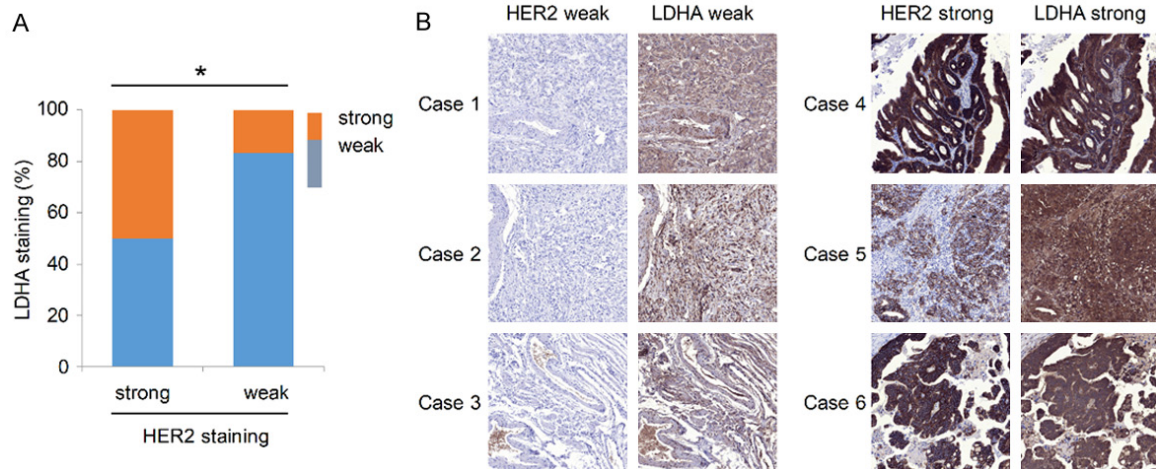 A
*
100
80
60
40
20
0
LDHA staining (%)
strong
weak
strong weak
HER2 staining
B
HER2 weak LDHA weak HER2 strong LDHA strong
Case 1 Case 4
Case 2 Case 5
Case 3 Case 6